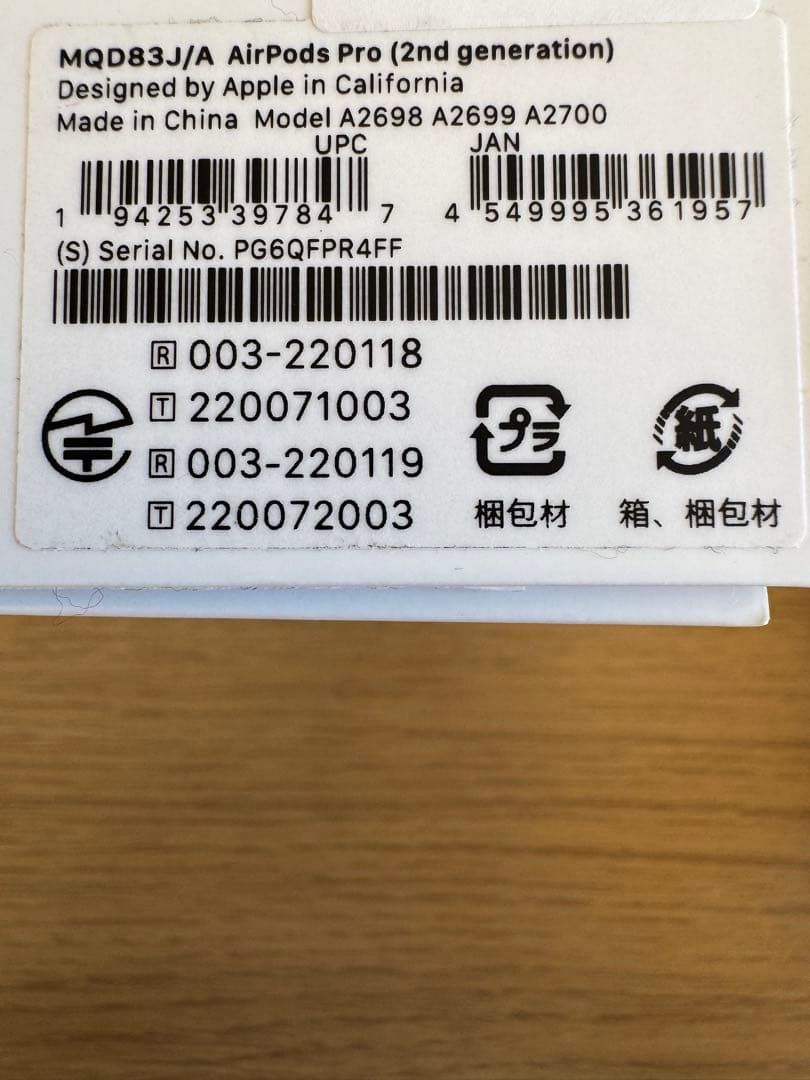 MQD83J/A AirPods Pro (2nd generation)
Designed by Apple in California
Made in China Model A2698 A2699 A2700
UPC JAN
1 94253 39784 7 4 549995 361957
(S) Serial No. PG6QFPR4FF
R 003-220118
T 220071003
R 003-220119
T 220072003
プラ 紙
梱包材 箱、梱包材